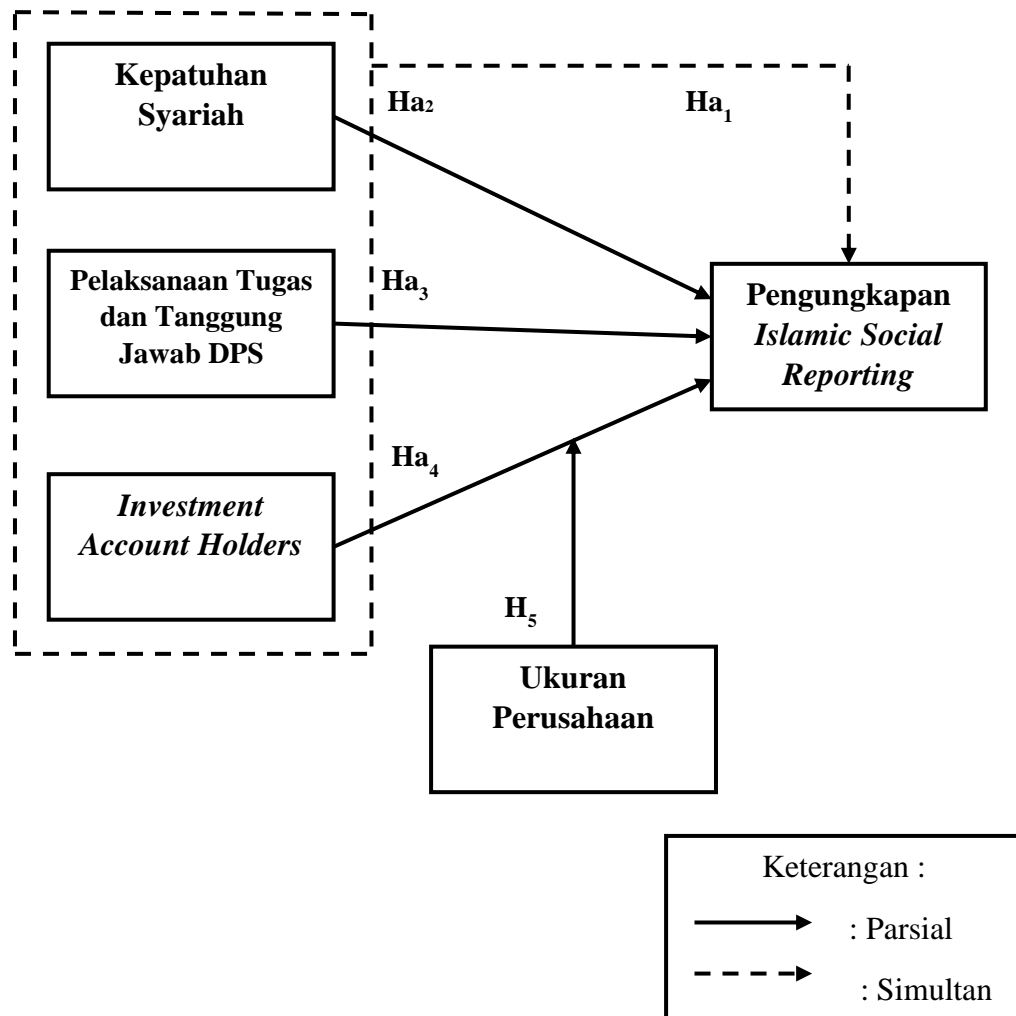 Kepatuhan
Syariah
Ha2
Ha1
Pelaksanaan Tugas
dan Tanggung
Jawab DPS
Ha3
Pengungkapan
Islamic Social
Reporting
Investment
Account Holders
Ha4
H5
Ukuran
Perusahaan
Keterangan :
: Parsial
: Simultan